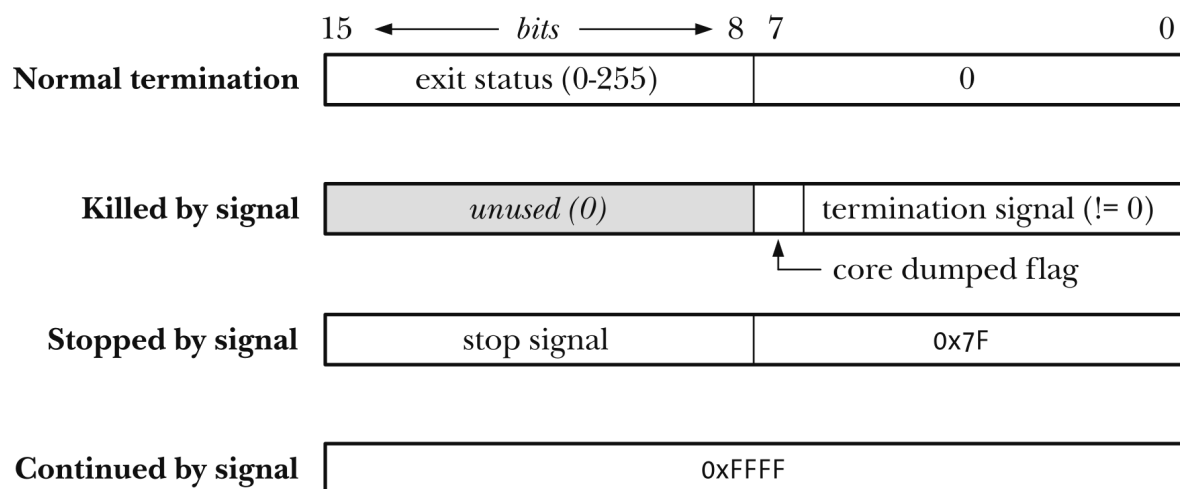 15 bits 8 7 0
Normal termination exit status (0-255) 0
Killed by signal unused (0) termination signal (!= 0)
core dumped flag
Stopped by signal stop signal 0x7F
Continued by signal 0xFFFF